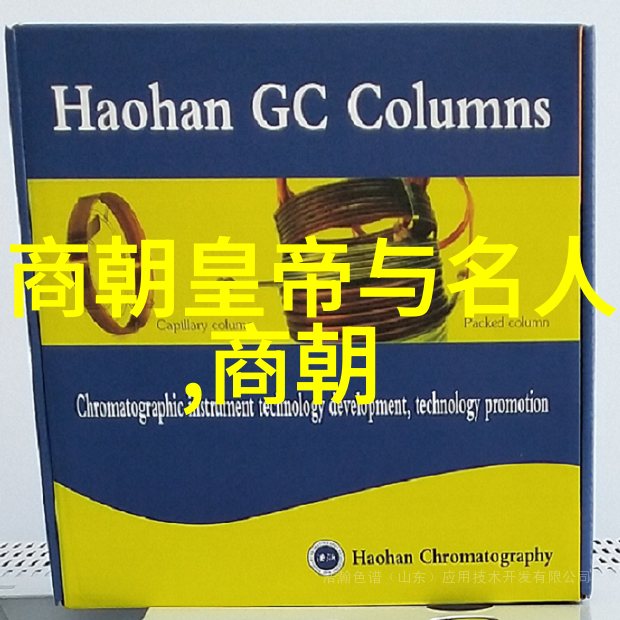 Haohan GC Columns
商朝皇帝与名人
Capillary column
Packed column
,商朝
Chromatographic instrument technology development, technology promotion
Haohan Chromatography
浩瀚色谱（山东）应用技术开发有限公司